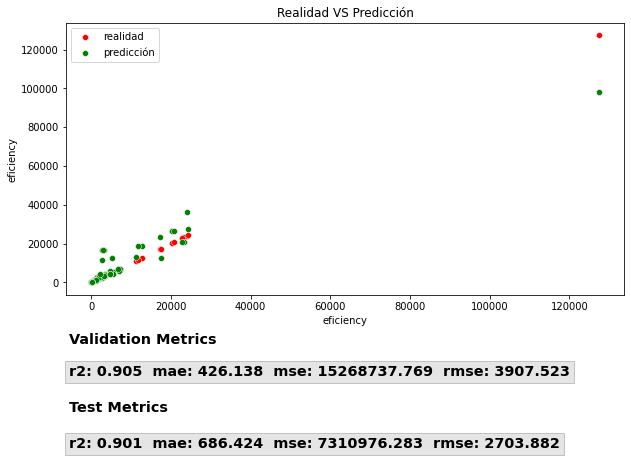 Realidad VS Predicción
realidad
predicción
120000
100000
80000
60000
40000
20000
0
eficiency
0 20000 40000 60000 80000 100000 120000
eficiency
Validation Metrics
r2: 0.905 mae: 426.138 mse: 15268737.769 rmse: 3907.523
Test Metrics
r2: 0.901 mae: 686.424 mse: 7310976.283 rmse: 2703.882